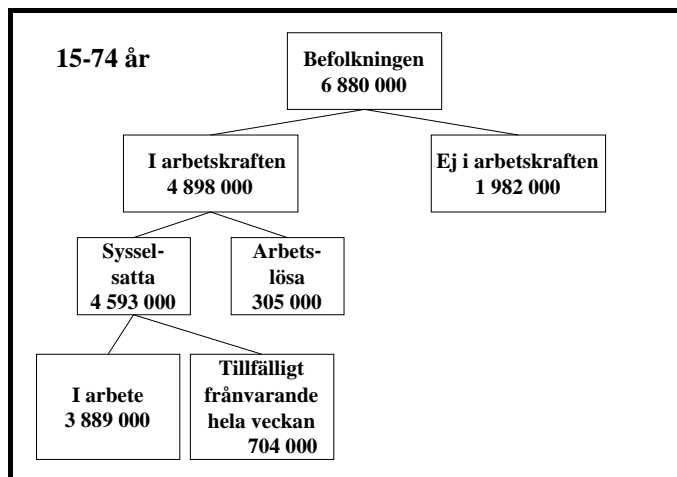 15-74 år
Befolkningen
6 880 000
I arbetskraften
4 898 000
Ej i arbetskraften
1 982 000
Syssel-
satta
4 593 000
Arbets-
lösa
305 000
I arbete
3 889 000
Tillfälligt
frånvarande
hela veckan
704 000